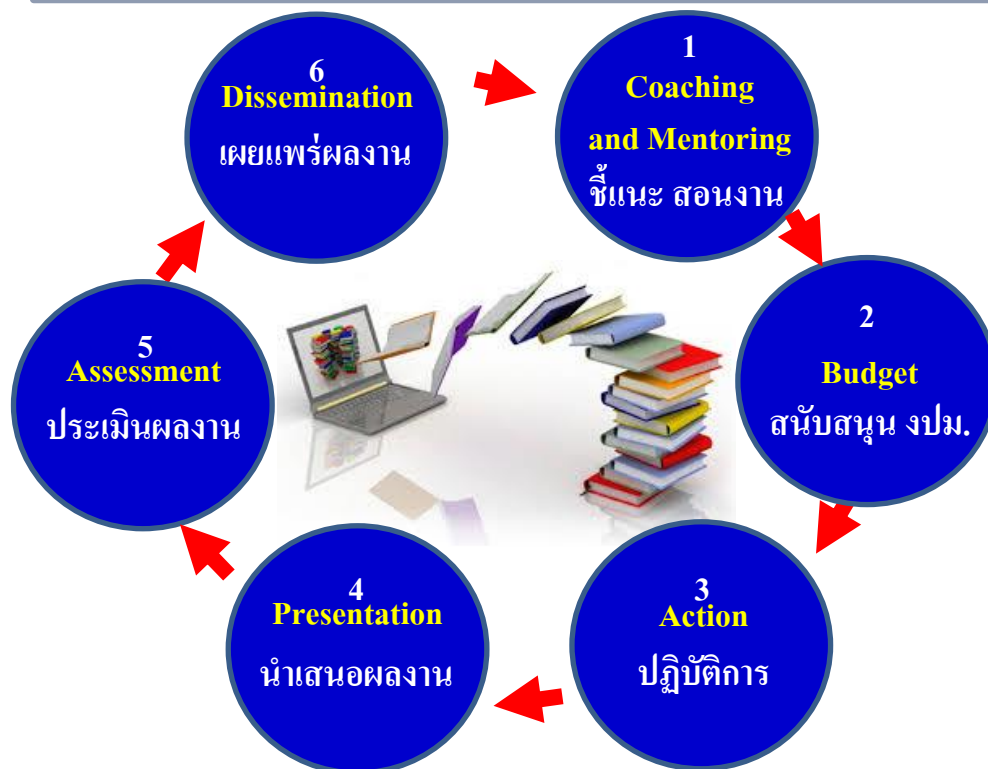 1
Coaching
and Mentoring
ชี้แนะ สอนงาน
2
Budget
สนับสนุน งปม.
3
Action
ปฏิบัติการ
4
Presentation
นำเสนอผลงาน
5
Assessment
ประเมินผลงาน
6
Dissemination
เผยแพร่ผลงาน